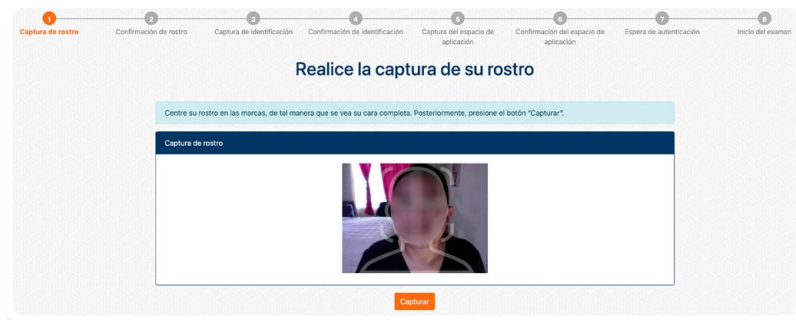 1 2 3 4 5 6 7 8
Captura de rostro Confirmación de rostro Captura de identificación Confirmación de identificación Captura del espacio de Confirmación del espacio de Espera de autenticación Inicio del examen
aplicación aplicación
Realice la captura de su rostro
Centre su rostro en las marcas, de tal manera que se vea su cara completa. Posteriormente, presione el botón "Capturar".
Captura de rostro
Capturar